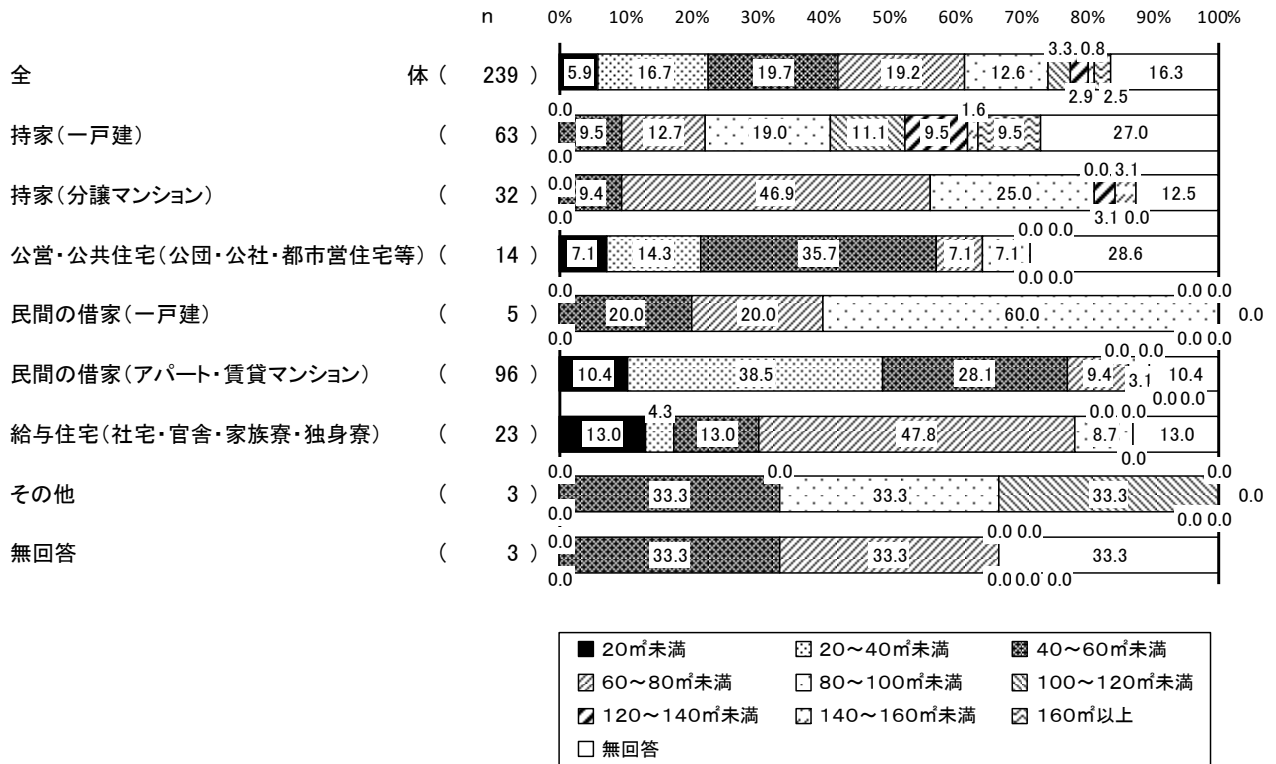 n 0% 10% 20% 30% 40% 50% 60% 70% 80% 90% 100%
3.3 0.8
全体 ( 239 ) 5.9 16.7 19.7 19.2 12.6 16.3
2.9 2.5
0.0 1.6
持家(一戸建) ( 63 ) 9.5 12.7 19.0 11.1 9.5 9.5 27.0
0.0
0.0 0.0 3.1
持家(分譲マンション) ( 32 ) 9.4 46.9 25.0 12.5
0.0 3.1 0.0
0.0 0.0
公営・公共住宅(公団・公社・都市営住宅等) ( 14 ) 7.1 14.3 35.7 7.1 7.1 28.6
0.0 0.0
0.0 0.0 0.0
民間の借家(一戸建) ( 5 ) 20.0 20.0 60.0 0.0
0.0 0.0 0.0
0.0 0.0
民間の借家(アパート・賃貸マンション) ( 96 ) 10.4 38.5 28.1 9.4 3.1 10.4
0.0 0.0
4.3 0.0 0.0
給与住宅(社宅・官舎・家族寮・独身寮) ( 23 ) 13.0 13.0 47.8 8.7 13.0
0.0
0.0 0.0 0.0
その他 ( 3 ) 33.3 33.3 33.3 0.0
0.0 0.0 0.0
0.0 0.0 0.0
無回答 ( 3 ) 33.3 33.3 33.3
0.0 0.0 0.0 0.0
20㎡未満 20~40㎡未満 40~60㎡未満
60~80㎡未満 80~100㎡未満 100~120㎡未満
120~140㎡未満 140~160㎡未満 160㎡以上
無回答